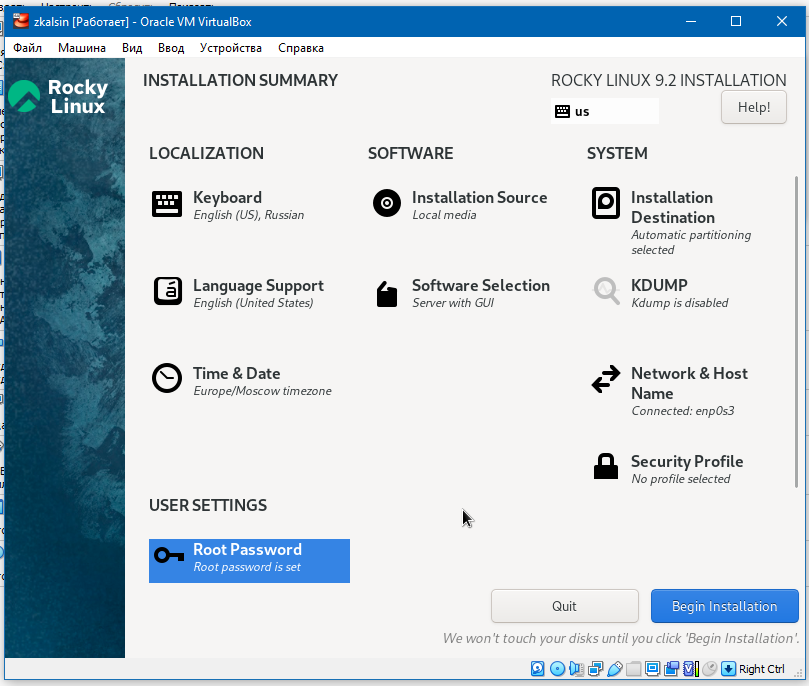 zkalsin [Работает] - Oracle VM VirtualBox
Файл Машина Вид Ввод Устройства Справка
Rocky
Linux
INSTALLATION SUMMARY
ROCKY LINUX 9.2 INSTALLATION
us
Help!
LOCALIZATION
Keyboard
English (US), Russian
Language Support
English (United States)
Time & Date
Europe/Moscow timezone
SOFTWARE
Installation Source
Local media
Software Selection
Server with GUI
SYSTEM
Installation
Destination
Automatic partitioning
selected
KDUMP
Kdump is disabled
Network & Host
Name
Connected: enp0s3
Security Profile
No profile selected
USER SETTINGS
Root Password
Root password is set
Quit
Begin Installation
We won't touch your disks until you click 'Begin Installation'.
Right Ctrl